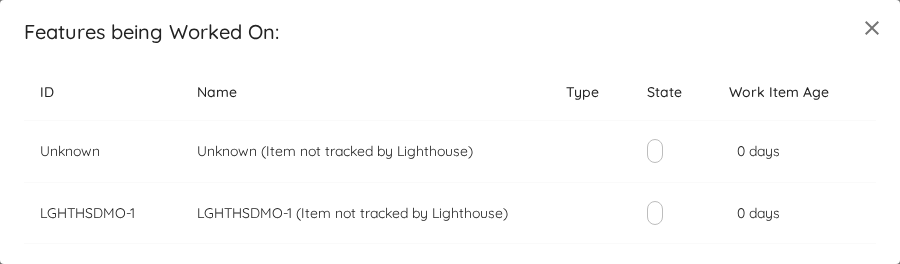 Features being Worked On:
ID Name Type State Work Item Age
Unknown Unknown (Item not tracked by Lighthouse) 0 days
LGHTHSDMO-1 LGHTHSDMO-1 (Item not tracked by Lighthouse) 0 days